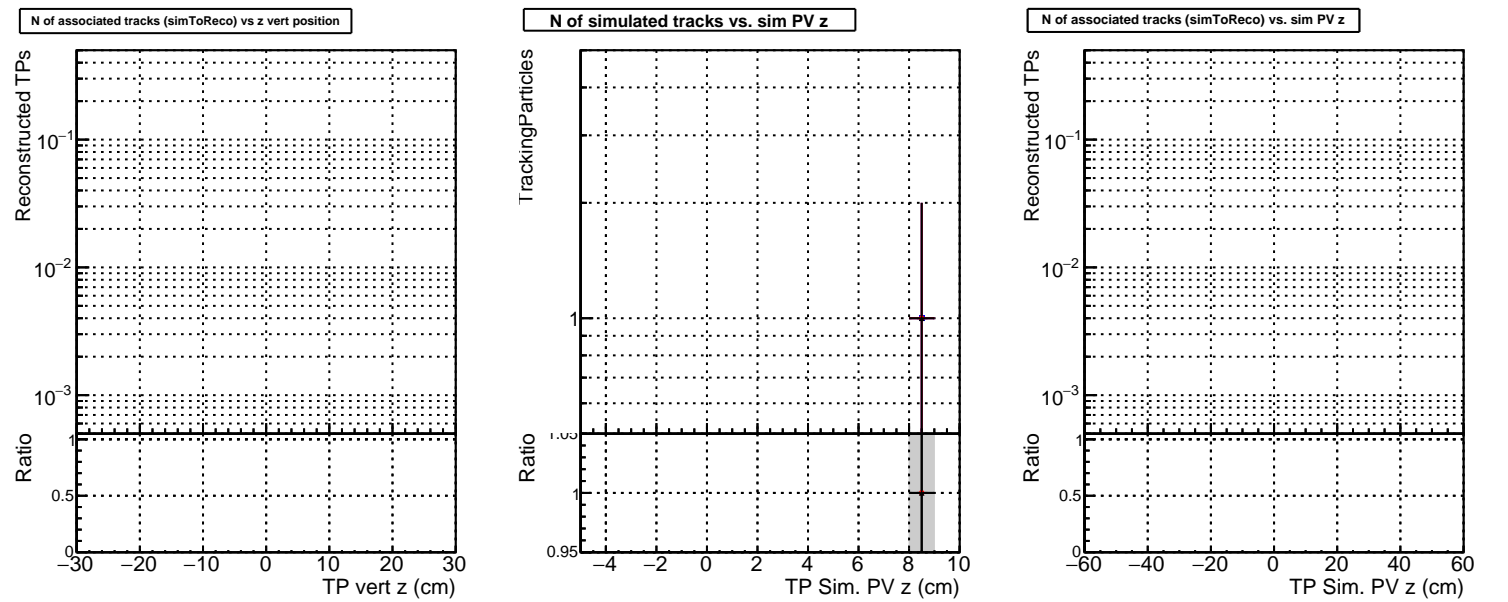 N of associated tracks (simToReco) vs z vert position
Reconstructed TPs
10−1
10−2
10−3
Ratio
1
0.5
0
−30 −20 −10 0 10 20 30
TP vert z (cm)
N of simulated tracks vs. sim PV z
TrackingParticles
1
Ratio
1.05
1
0.95
−4 −2 0 2 4 6 8 10
TP Sim. PV z (cm)
N of associated tracks (simToReco) vs. sim PV z
Reconstructed TPs
10−1
10−2
10−3
Ratio
1
0.5
0
−60 −40 −20 0 20 40 60
TP Sim. PV z (cm)